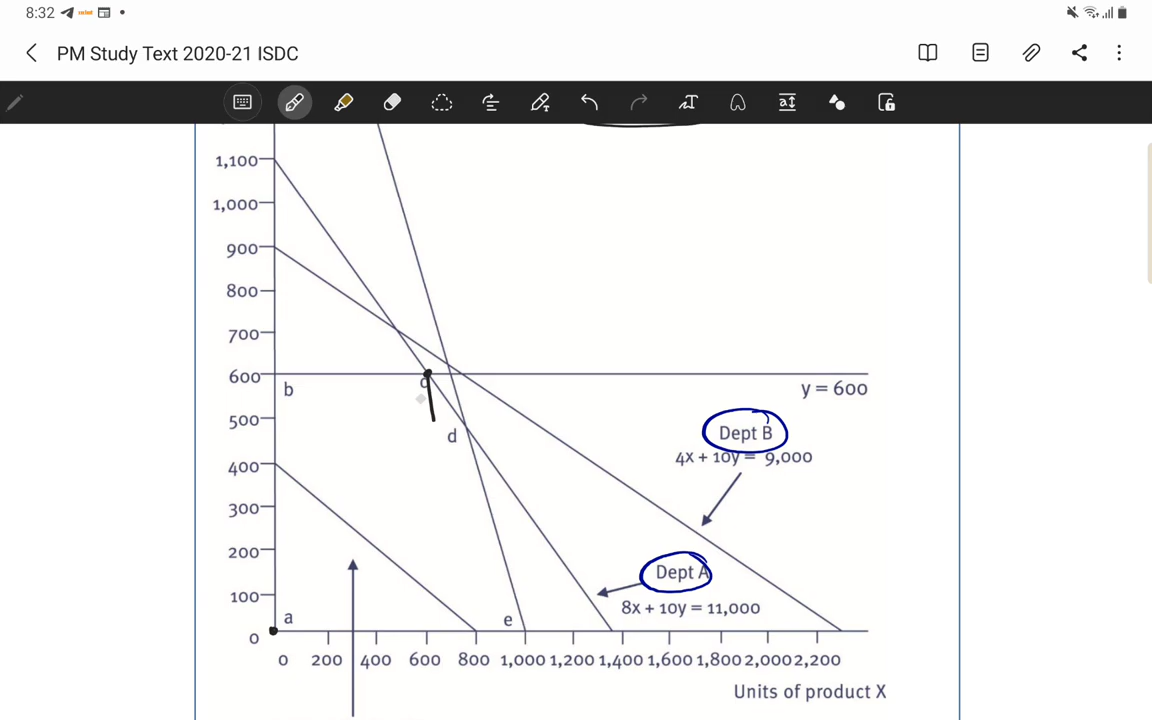 8:32
PM Study Text 2020-21 ISDC
1,100
1,000
900
800
700
600
b
c
y = 600
500
d
Dept B
4x + 10y = 9,000
400
300
200
Dept A
100
a
e
8x + 10y = 11,000
0
0 200 400 600 800 1,000 1,200 1,400 1,600 1,800 2,000 2,200
Units of product X